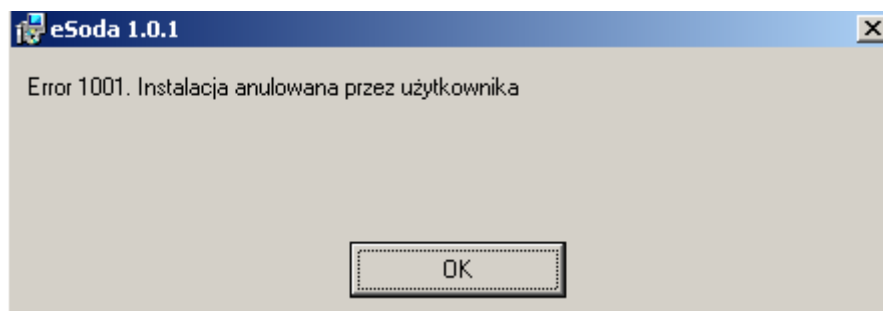 eSoda 1.0.1
Error 1001. Instalacja anulowana przez użytkownika
OK